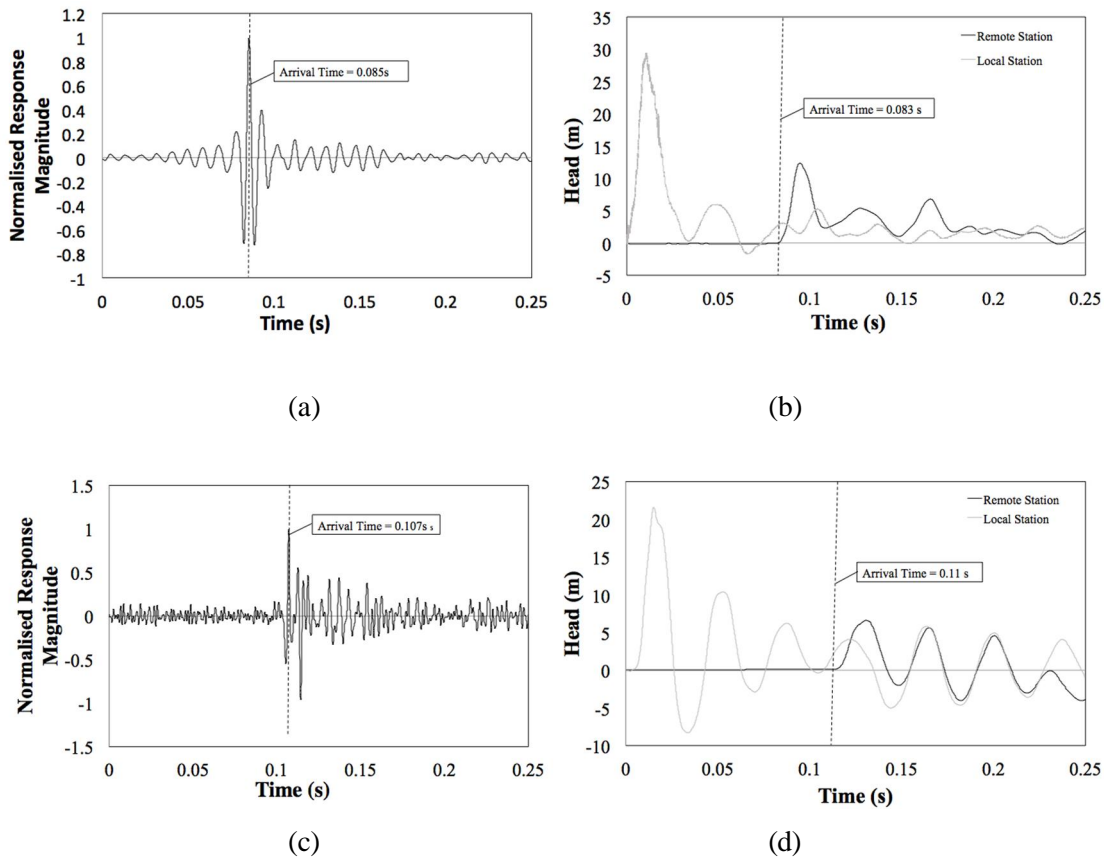 1.2
1
0.8
0.6
0.4
0.2
0
-0.2
-0.4
-0.6
-0.8
-1
Normalised Response
Magnitude
Arrival Time = 0.085s
0 0.05 0.1 0.15 0.2 0.25
Time (s)
(a)
35
30
25
20
15
10
5
0
-5
Head (m)
Remote Station
Local Station
Arrival Time = 0.083 s
0 0.05 0.1 0.15 0.2 0.25
Time (s)
(b)
1.5
1
0.5
0
-0.5
-1
-1.5
Normalised Response
Magnitude
Arrival Time = 0.107s s
0 0.05 0.1 0.15 0.2 0.25
Time (s)
(c)
25
20
15
10
5
0
-5
-10
Head (m)
Remote Station
Local Station
Arrival Time = 0.11 s
0 0.05 0.1 0.15 0.2 0.25
Time (s)
(d)